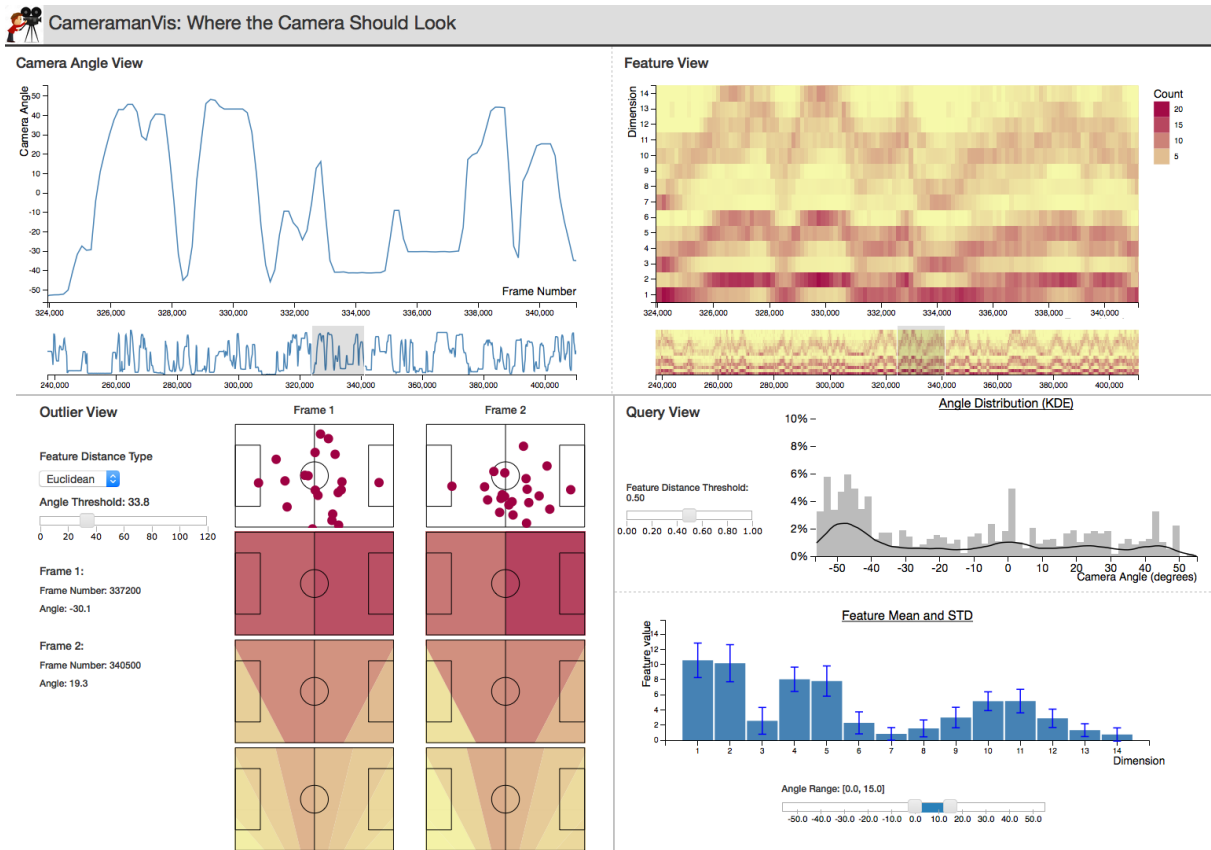 CameramanVis: Where the Camera Should Look
Camera Angle View
Camera Angle
50
40
30
20
10
0
-10
-20
-30
-40
-50
Frame Number
324,000 326,000 328,000 330,000 332,000 334,000 336,000 338,000 340,000
240,000 260,000 280,000 300,000 320,000 340,000 360,000 380,000 400,000
Feature View
Dimension
14
13
12
11
10
9
8
7
6
5
4
3
2
1
324,000 326,000 328,000 330,000 332,000 334,000 336,000 338,000 340,000
Count
20
15
10
5
240,000 260,000 280,000 300,000 320,000 340,000 360,000 380,000 400,000
Outlier View
Frame 1 Frame 2
Feature Distance Type
Euclidean
Angle Threshold: 33.8
0 20 40 60 80 100 120
Frame 1:
Frame Number: 337200
Angle: -30.1
Frame 2:
Frame Number: 340500
Angle: 19.3
Query View
Feature Distance Threshold:
0.50
0.00 0.20 0.40 0.60 0.80 1.00
Angle Distribution (KDE)
10%
8%
6%
4%
2%
0%
-50 -40 -30 -20 -10 0 10 20 30 40 50
Camera Angle (degrees)
Feature Mean and STD
Feature value
14
12
10
8
6
4
2
0
1 2 3 4 5 6 7 8 9 10 11 12 13 14
Dimension
Angle Range: [0.0, 15.0]
-50.0 -40.0 -30.0 -20.0 -10.0 0.0 10.0 20.0 30.0 40.0 50.0